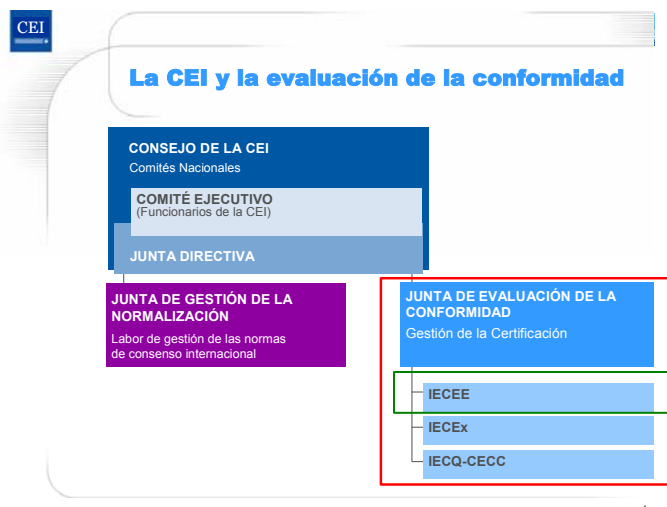 CEI
La CEI y la evaluación de la conformidad
CONSEJO DE LA CEI
Comités Nacionales
COMITÉ EJECUTIVO
(Funcionarios de la CEI)
JUNTA DIRECTIVA
JUNTA DE GESTIÓN DE LA
NORMALIZACIÓN
Labor de gestión de las normas
de consenso internacional
JUNTA DE EVALUACIÓN DE LA
CONFORMIDAD
Gestión de la Certificación
IECEE
IECEx
IECQ-CECC